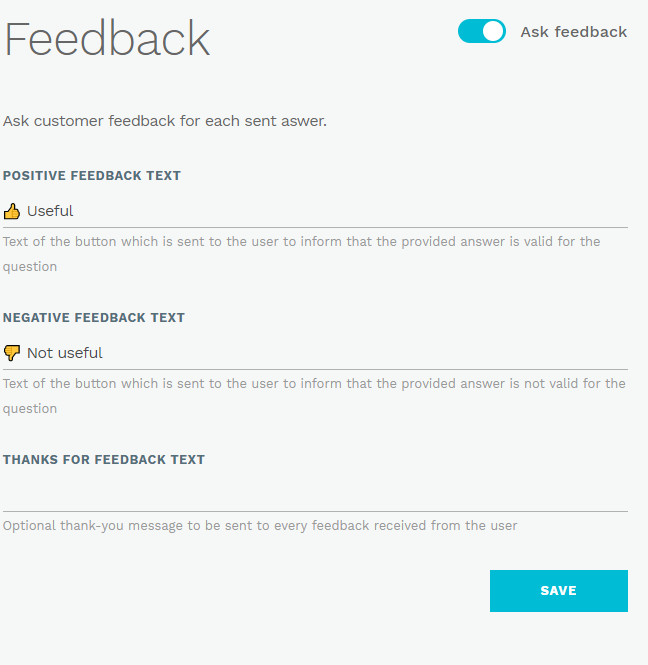 Feedback
Ask feedback
Ask customer feedback for each sent aswer.
POSITIVE FEEDBACK TEXT
👍 Useful
Text of the button which is sent to the user to inform that the provided answer is valid for the
question
NEGATIVE FEEDBACK TEXT
👎 Not useful
Text of the button which is sent to the user to inform that the provided answer is not valid for the
question
THANKS FOR FEEDBACK TEXT
Optional thank-you message to be sent to every feedback received from the user
SAVE